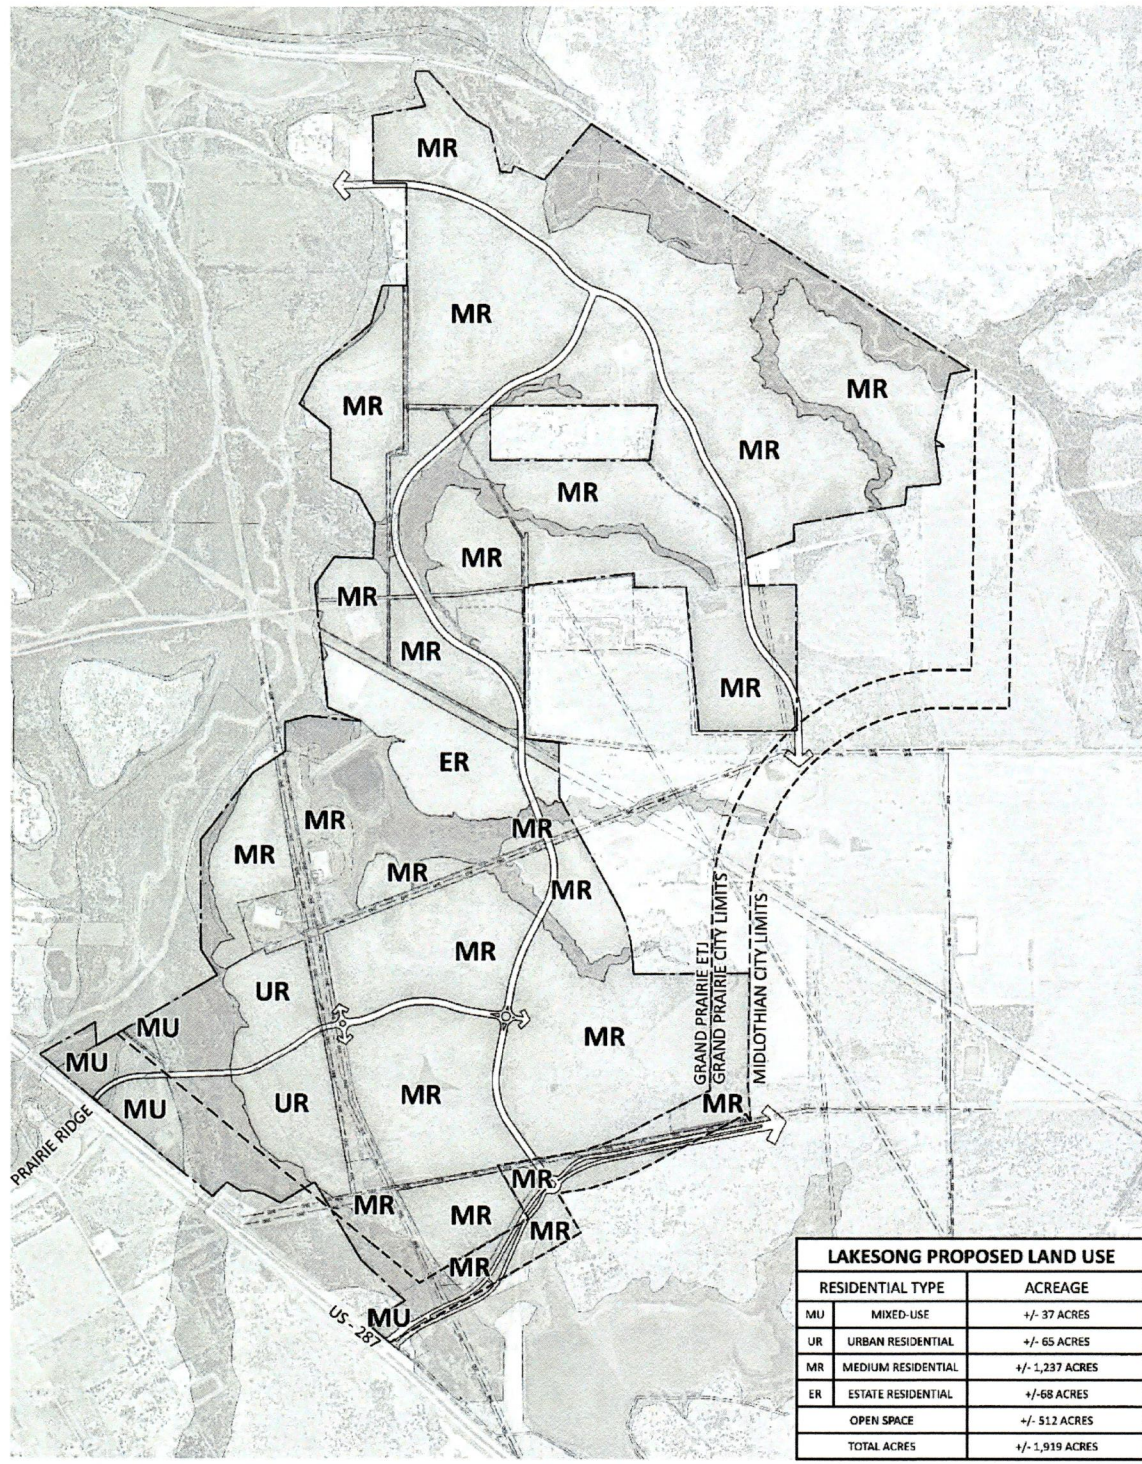 MR
MR
MR
MR
MR
MR
MR
MR
MR
MR
ER
MR
MR
MR
MR
MR
MR
UR
MU
MU
MU
UR
MR
MR
MR
MR
MR
MR
MR
MR
MU
PRAIRIE RIDGE
US - 287
GRAND PRAIRIE ETJ
GRAND PRAIRIE CITY LIMITS
MIDLOTHIAN CITY LIMITS
LAKESONG PROPOSED LAND USE
RESIDENTIAL TYPE ACREAGE
MU MIXED-USE +/- 37 ACRES
UR URBAN RESIDENTIAL +/- 65 ACRES
MR MEDIUM RESIDENTIAL +/- 1,237 ACRES
ER ESTATE RESIDENTIAL +/-68 ACRES
OPEN SPACE +/- 512 ACRES
TOTAL ACRES +/- 1,919 ACRES